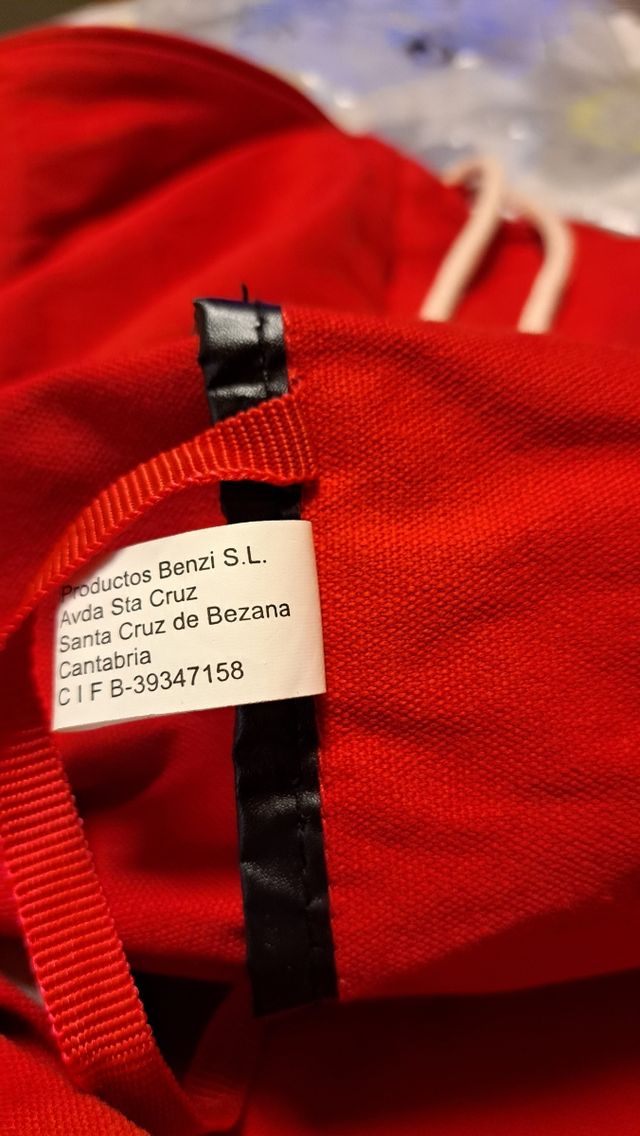 Productos Benzi S.L.
Avda Sta Cruz
Santa Cruz de Bezana
Cantabria
C I F B-39347158